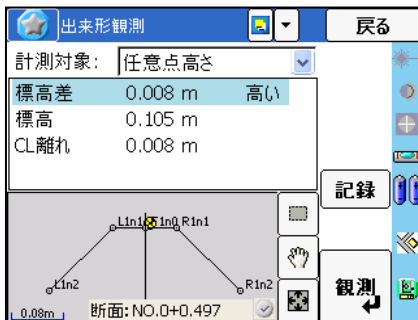 出来形観測
戻る
計測対象: 任意点高さ
標高差 0.008 m 高い
標高 0.105 m
CL離れ 0.008 m
記録
L1n1 R1n1
L1n2 R1n2
観測
0.08m 断面: NO.0+0.497